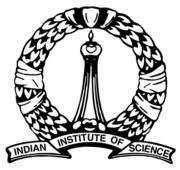 INDIAN INSTITUTE OF SCIENCE